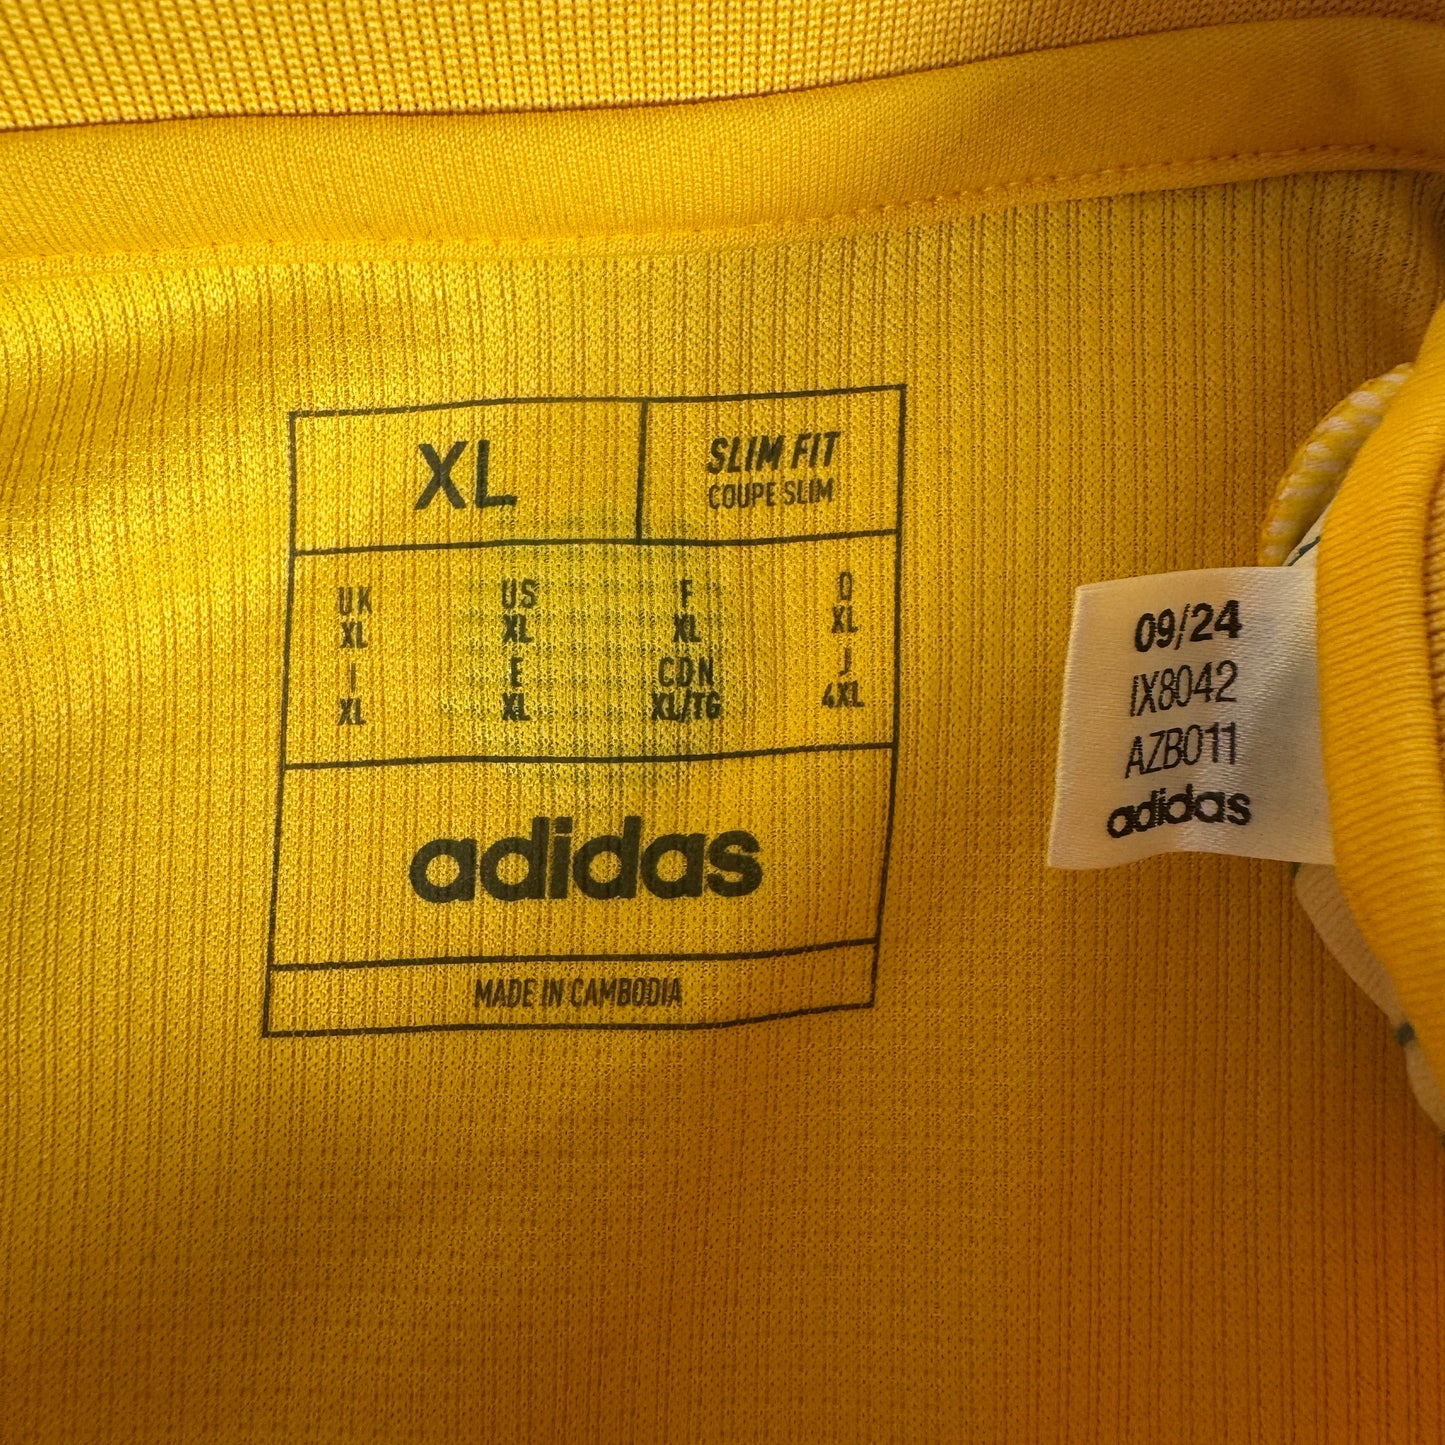 XL
SLIM FIT
COUPE SLIM
UK US F D
XL XL XL XL
I E CDN J
XL XL XL/TG 4XL
adidas
MADE IN CAMBODIA
09/24
IX8042
AZB011
adidas